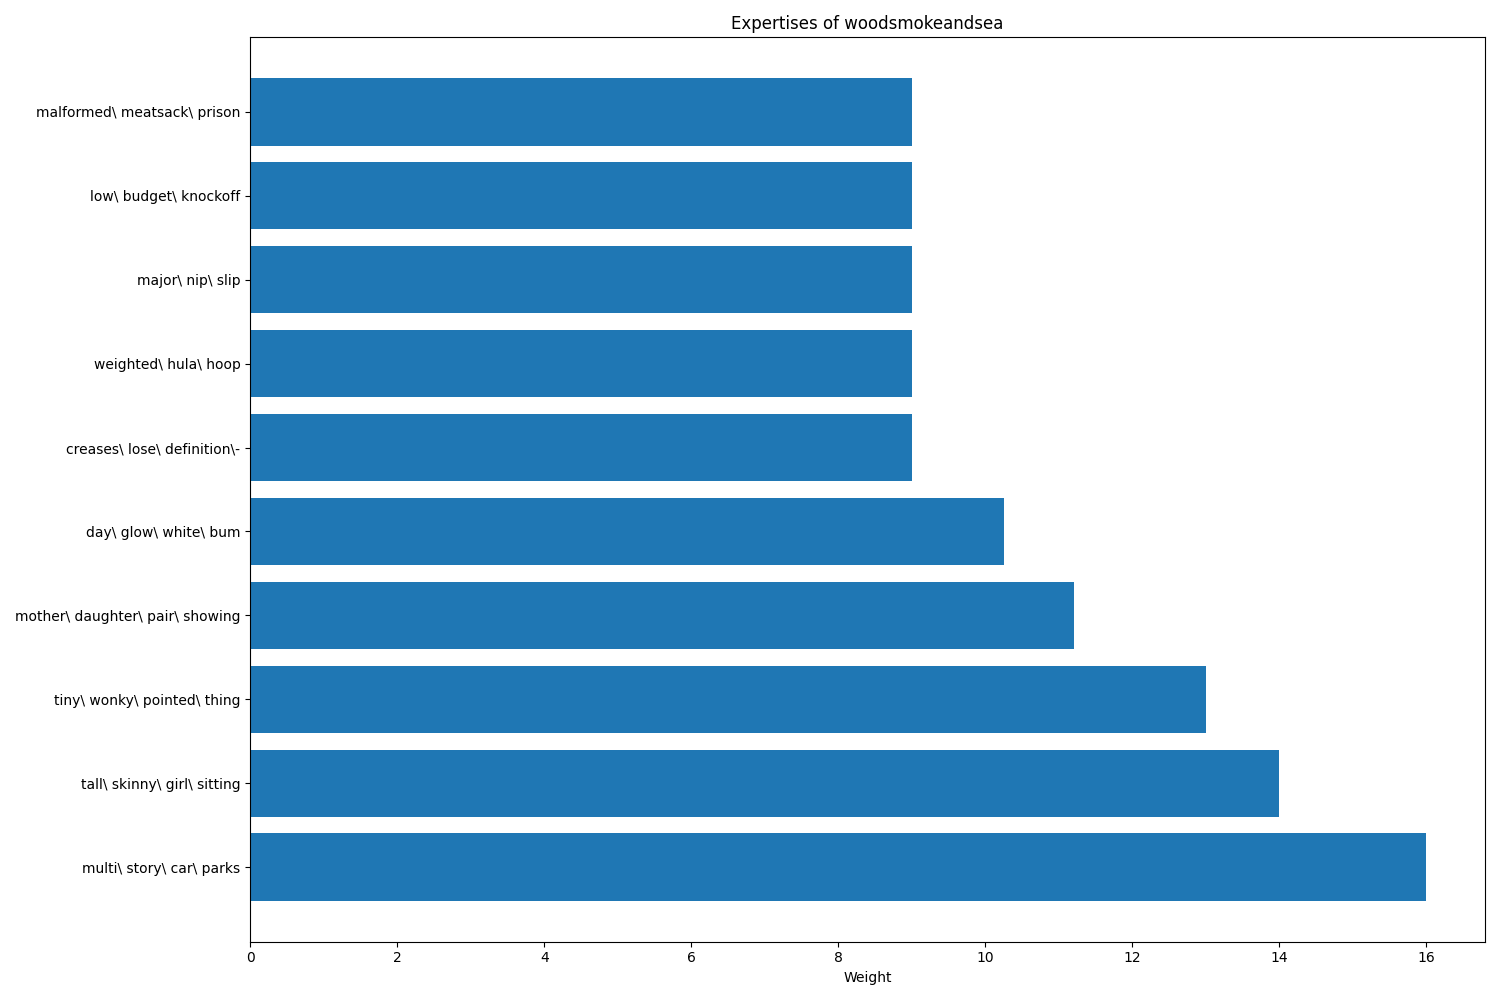 Expertises of woodsmokeandsea
malformed\ meatsack\ prison
low\ budget\ knockoff
major\ nip\ slip
weighted\ hula\ hoop
creases\ lose\ definition\-
day\ glow\ white\ bum
mother\ daughter\ pair\ showing
tiny\ wonky\ pointed\ thing
tall\ skinny\ girl\ sitting
multi\ story\ car\ parks
0 2 4 6 8 10 12 14 16
Weight